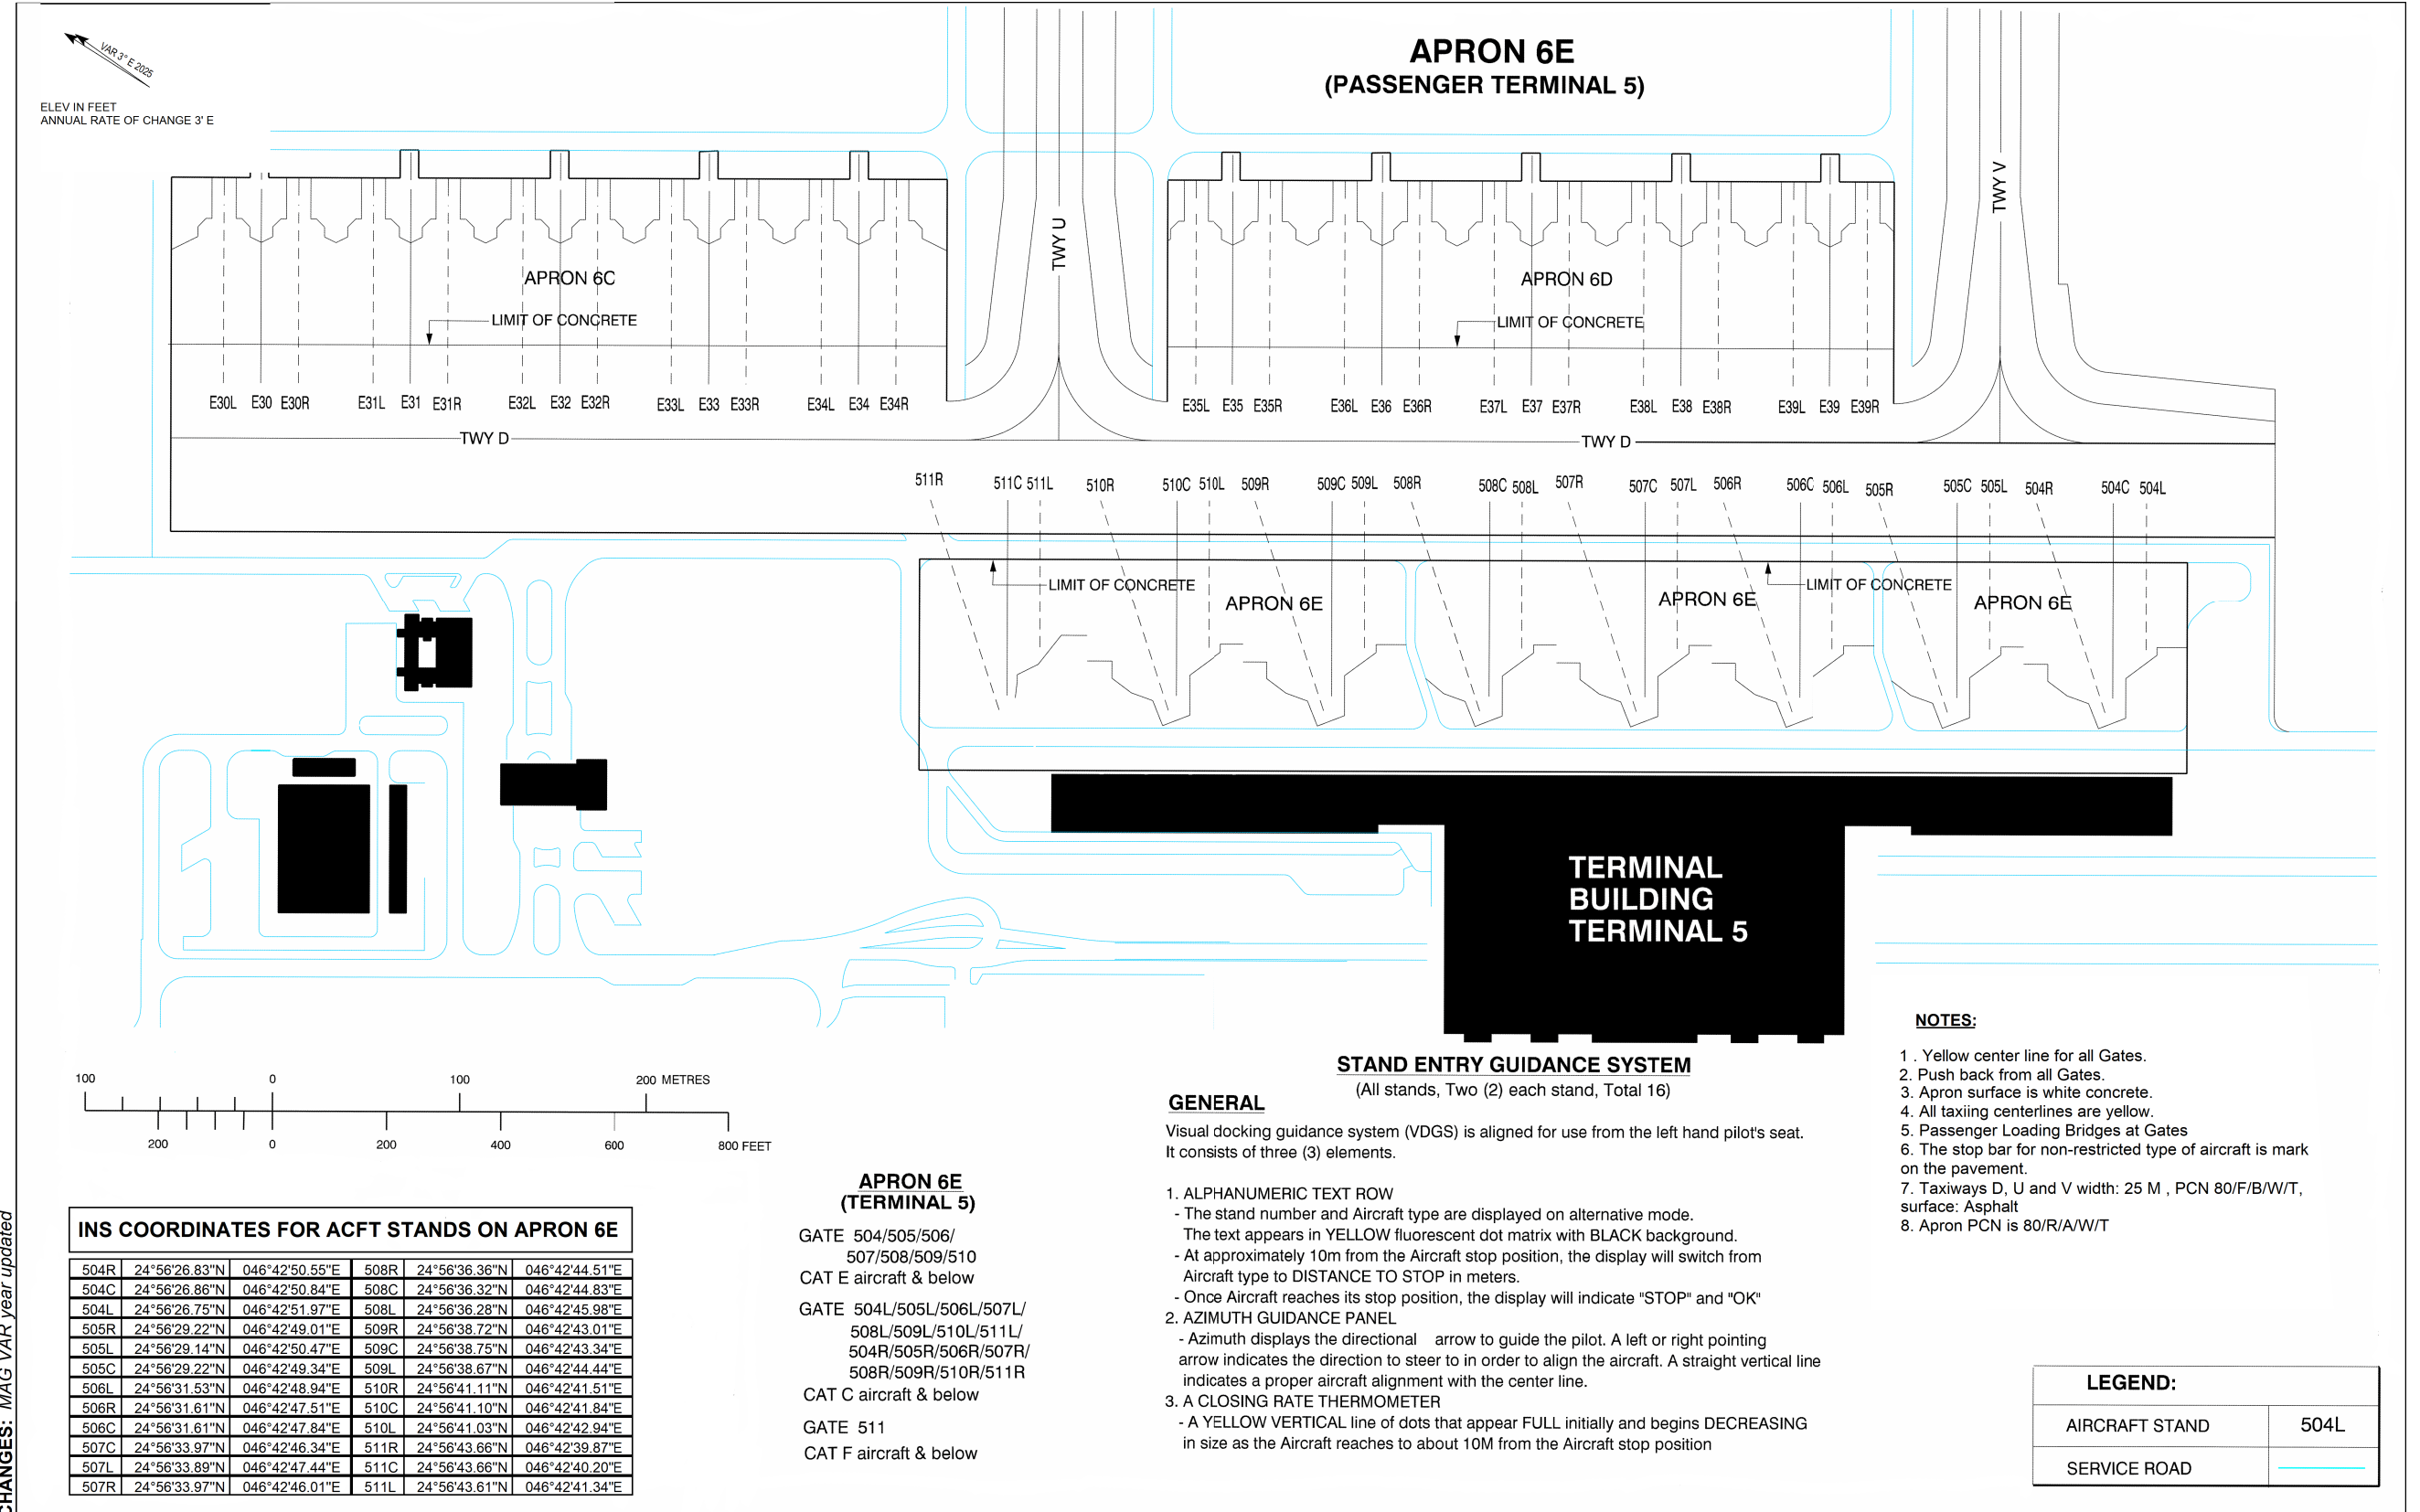 APRON 6E
(PASSENGER TERMINAL 5)
VAR 3° E 2025
ELEV IN FEET
ANNUAL RATE OF CHANGE 3' E
TWY U
TWY V
APRON 6C
APRON 6D
LIMIT OF CONCRETE
LIMIT OF CONCRETE
E30L E30 E30R E31L E31 E31R E32L E32 E32R E33L E33 E33R E34L E34 E34R
E35L E35 E35R E36L E36 E36R E37L E37 E37R E38L E38 E38R E39L E39 E39R
TWY D
TWY D
511R 511C 511L 510R 510C 510L 509R 509C 509L 508R 508C 508L 507R 507C 507L 506R 506C 506L 505R 505C 505L 504R 504C 504L
LIMIT OF CONCRETE
LIMIT OF CONCRETE
APRON 6E
APRON 6E
APRON 6E
TERMINAL
BUILDING
TERMINAL 5
100 0 100 200 METRES
200 0 200 400 600 800 FEET
INS COORDINATES FOR ACFT STANDS ON APRON 6E
504R 24°56'26.83"N 046°42'50.55"E 508R 24°56'36.36"N 046°42'44.51"E
504C 24°56'26.86"N 046°42'50.84"E 508C 24°56'36.32"N 046°42'44.83"E
504L 24°56'26.75"N 046°42'51.97"E 508L 24°56'36.28"N 046°42'45.98"E
505R 24°56'29.22"N 046°42'49.01"E 509R 24°56'38.72"N 046°42'43.01"E
505L 24°56'29.14"N 046°42'50.47"E 509C 24°56'38.75"N 046°42'43.34"E
505C 24°56'29.22"N 046°42'49.34"E 509L 24°56'38.67"N 046°42'44.44"E
506L 24°56'31.53"N 046°42'48.94"E 510R 24°56'41.11"N 046°42'41.51"E
506R 24°56'31.61"N 046°42'47.51"E 510C 24°56'41.10"N 046°42'41.84"E
506C 24°56'31.61"N 046°42'47.84"E 510L 24°56'41.03"N 046°42'42.94"E
507C 24°56'33.97"N 046°42'46.34"E 511R 24°56'43.66"N 046°42'39.87"E
507L 24°56'33.89"N 046°42'47.44"E 511C 24°56'43.66"N 046°42'40.20"E
507R 24°56'33.97"N 046°42'46.01"E 511L 24°56'43.61"N 046°42'41.34"E
APRON 6E
(TERMINAL 5)
GATE 504/505/506/
507/508/509/510
CAT E aircraft & below
GATE 504L/505L/506L/507L/
508L/509L/510L/511L/
504R/505R/506R/507R/
508R/509R/510R/511R
CAT C aircraft & below
GATE 511
CAT F aircraft & below
STAND ENTRY GUIDANCE SYSTEM
(All stands, Two (2) each stand, Total 16)
GENERAL
Visual docking guidance system (VDGS) is aligned for use from the left hand pilot's seat.
It consists of three (3) elements.
1. ALPHANUMERIC TEXT ROW
- The stand number and Aircraft type are displayed on alternative mode.
The text appears in YELLOW fluorescent dot matrix with BLACK background.
- At approximately 10m from the Aircraft stop position, the display will switch from
Aircraft type to DISTANCE TO STOP in meters.
- Once Aircraft reaches its stop position, the display will indicate "STOP" and "OK"
2. AZIMUTH GUIDANCE PANEL
- Azimuth displays the directional arrow to guide the pilot. A left or right pointing
arrow indicates the direction to steer to in order to align the aircraft. A straight vertical line
indicates a proper aircraft alignment with the center line.
3. A CLOSING RATE THERMOMETER
- A YELLOW VERTICAL line of dots that appear FULL initially and begins DECREASING
in size as the Aircraft reaches to about 10M from the Aircraft stop position
NOTES:
1 . Yellow center line for all Gates.
2. Push back from all Gates.
3. Apron surface is white concrete.
4. All taxiing centerlines are yellow.
5. Passenger Loading Bridges at Gates
6. The stop bar for non-restricted type of aircraft is mark
on the pavement.
7. Taxiways D, U and V width: 25 M , PCN 80/F/B/W/T,
surface: Asphalt
8. Apron PCN is 80/R/A/W/T
LEGEND:
AIRCRAFT STAND 504L
SERVICE ROAD
CHANGES: MAG VAR year updated